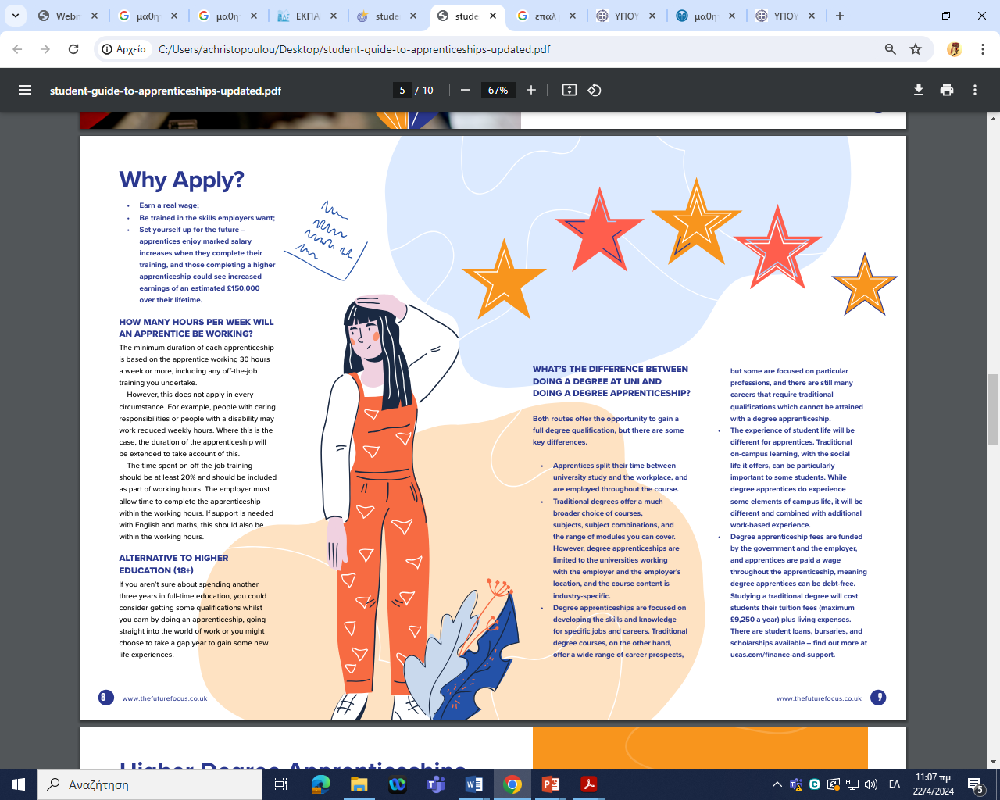 Webm
μαθη
μαθη
ΕΚΠΑ
stude
stude
επαλ
ΥΠΟΥ
μαθη
ΥΠΟΥ
Αρχείο C:/Users/achristopoulou/Desktop/student-guide-to-apprenticeships-updated.pdf
student-guide-to-apprenticeships-updated.pdf 5 / 10 67%
Why Apply?
• Earn a real wage;
• Be trained in the skills employers want;
• Set yourself up for the future –
apprentices enjoy marked salary
increases when they complete their
training, and those completing a higher
apprenticeship could see increased
earnings of an estimated £150,000
over their lifetime.
HOW MANY HOURS PER WEEK WILL
AN APPRENTICE BE WORKING?
The minimum duration of each apprenticeship
is based on the apprentice working 30 hours
a week or more, including any off-the-job
training you undertake.
However, this does not apply in every
circumstance. For example, people with caring
responsibilities or people with a disability may
work reduced weekly hours. Where this is the
case, the duration of the apprenticeship will
be extended to take account of this.
The time spent on off-the-job training
should be at least 20% and should be included
as part of working hours. The employer must
allow time to complete the apprenticeship
within the working hours. If support is needed
with English and maths, this should also be
within the working hours.
ALTERNATIVE TO HIGHER
EDUCATION (18+)
If you aren't sure about spending another
three years in full-time education, you could
consider getting some qualifications whilst
you earn by doing an apprenticeship, going
straight into the world of work or you might
choose to take a gap year to gain some new
life experiences.
8 www.thefuturefocus.co.uk
WHAT'S THE DIFFERENCE BETWEEN
DOING A DEGREE AT UNI AND
DOING A DEGREE APPRENTICESHIP?
Both routes offer the opportunity to gain a
full degree qualification, but there are some
key differences.
• Apprentices split their time between
university study and the workplace, and
are employed throughout the course.
• Traditional degrees offer a much
broader choice of courses,
subjects, subject combinations, and
the range of modules you can cover.
However, degree apprenticeships are
limited to the universities working
with the employer and the employer's
location, and the course content is
industry-specific.
• Degree apprenticeships are focused on
developing the skills and knowledge
for specific jobs and careers. Traditional
degree courses, on the other hand,
offer a wide range of career prospects,
but some are focused on particular
professions, and there are still many
careers that require traditional
qualifications which cannot be attained
with a degree apprenticeship.
• The experience of student life will be
different for apprentices. Traditional
on-campus learning, with the social
life it offers, can be particularly
important to some students. While
degree apprentices do experience
some elements of campus life, it will be
different and combined with additional
work-based experience.
• Degree apprenticeship fees are funded
by the government and the employer,
and apprentices are paid a wage
throughout the apprenticeship, meaning
degree apprentices can be debt-free.
Studying a traditional degree will cost
students their tuition fees (maximum
£9,250 a year) plus living expenses.
There are student loans, bursaries, and
scholarships available – find out more at
ucas.com/finance-and-support.
www.thefuturefocus.co.uk 9
Higher Degree Apprenticeships
Αναζήτηση
ΕΛ
11:07 πμ
22/4/2024
5